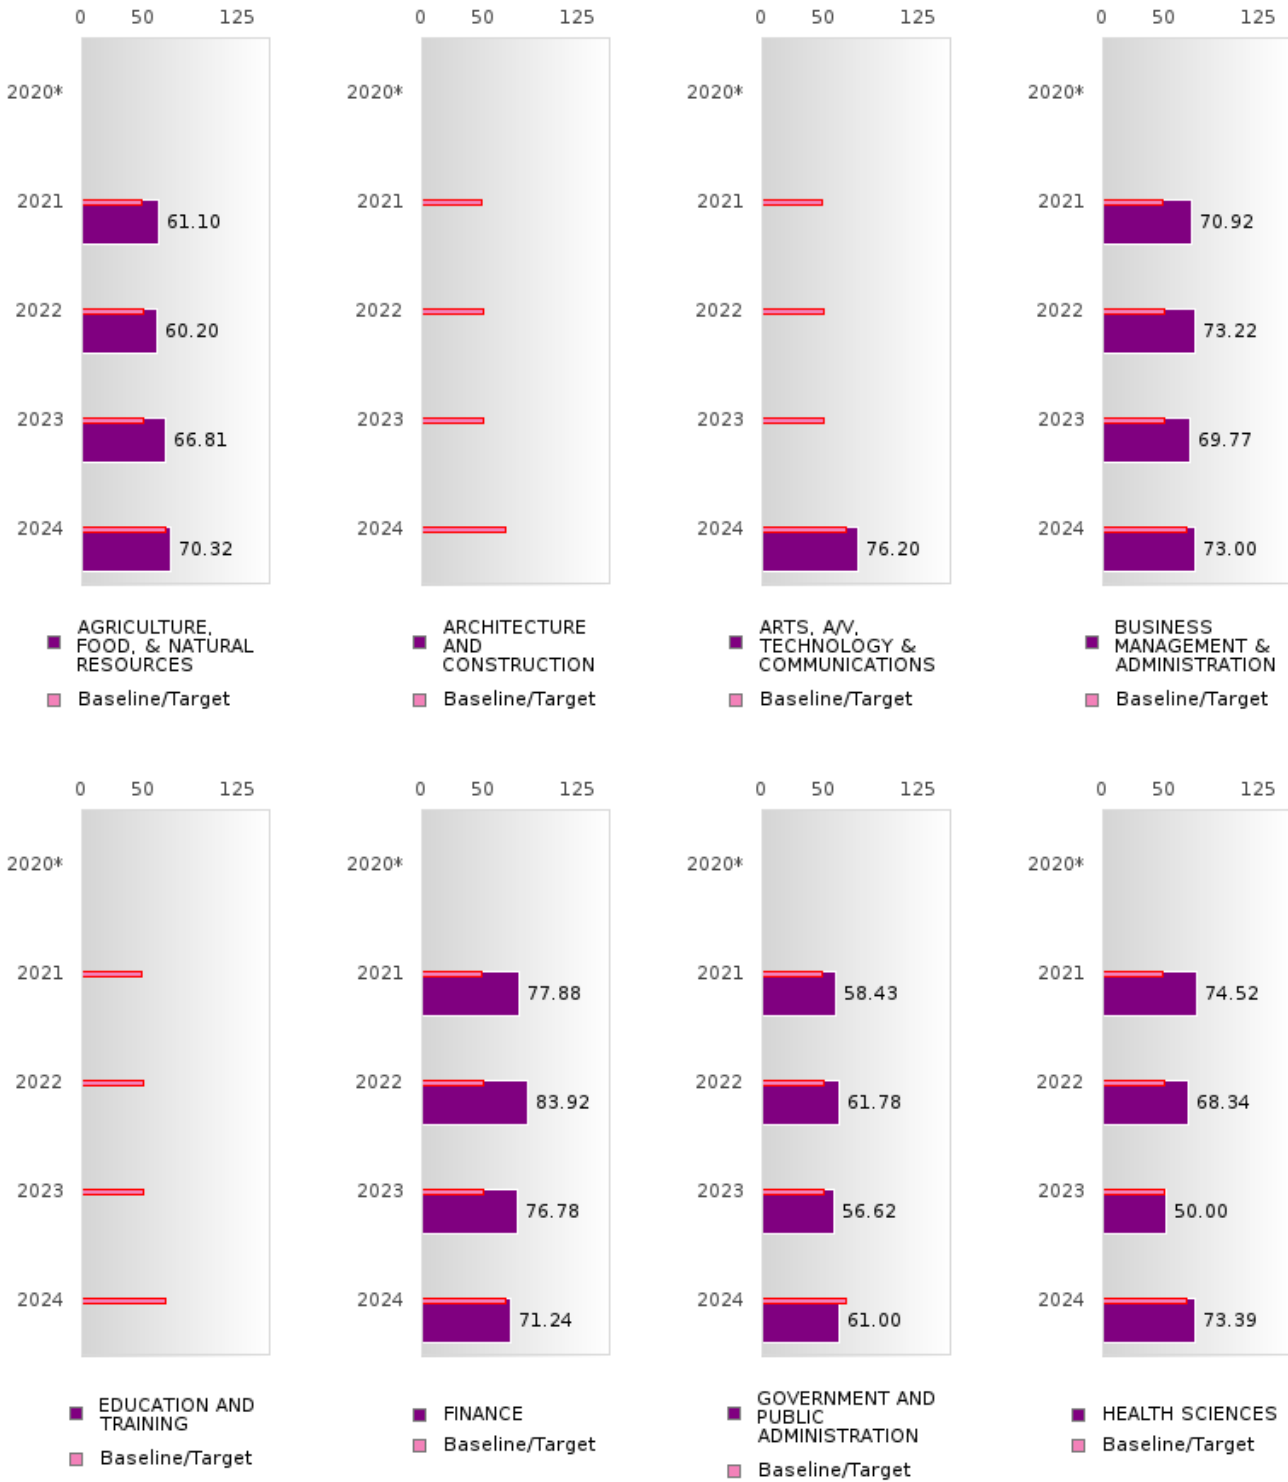 0 50 125
2020*
2021 61.10
2022 60.20
2023 66.81
2024 70.32
AGRICULTURE,
FOOD, & NATURAL
RESOURCES
Baseline/Target
0 50 125
2020*
2021
2022
2023
2024
ARCHITECTURE
AND
CONSTRUCTION
Baseline/Target
0 50 125
2020*
2021
2022
2023
2024 76.20
ARTS, A/V,
TECHNOLOGY &
COMMUNICATIONS
Baseline/Target
0 50 125
2020*
2021 70.92
2022 73.22
2023 69.77
2024 73.00
BUSINESS
MANAGEMENT &
ADMINISTRATION
Baseline/Target
0 50 125
2020*
2021
2022
2023
2024
EDUCATION AND
TRAINING
Baseline/Target
0 50 125
2020*
2021 77.88
2022 83.92
2023 76.78
2024 71.24
FINANCE
Baseline/Target
0 50 125
2020*
2021 58.43
2022 61.78
2023 56.62
2024 61.00
GOVERNMENT AND
PUBLIC
ADMINISTRATION
Baseline/Target
0 50 125
2020*
2021 74.52
2022 68.34
2023 50.00
2024 73.39
HEALTH SCIENCES
Baseline/Target